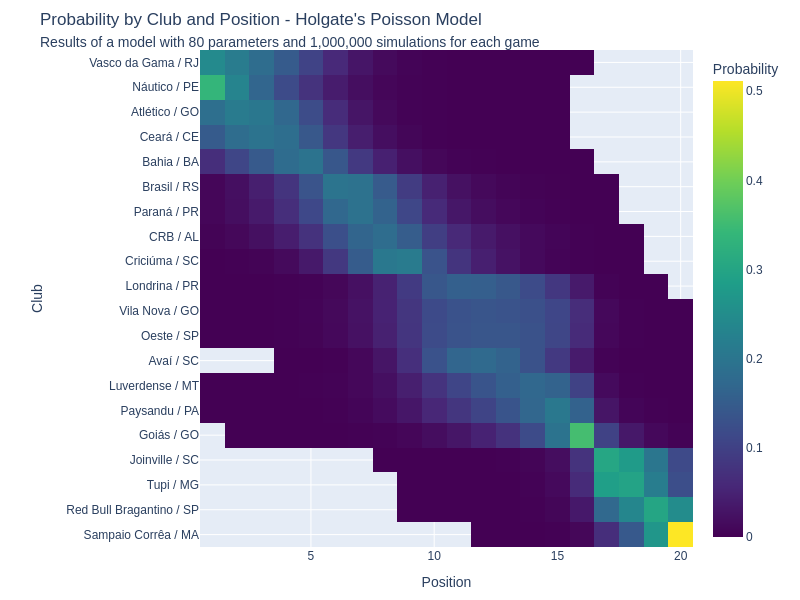 Probability by Club and Position - Holgate's Poisson Model
Results of a model with 80 parameters and 1,000,000 simulations for each game
Probability
Vasco da Gama / RJ
Náutico / PE
Atlético / GO
Ceará / CE
Bahia / BA
Brasil / RS
Paraná / PR
CRB / AL
Criciúma / SC
Londrina / PR
Vila Nova / GO
Oeste / SP
Avaí / SC
Luverdense / MT
Paysandu / PA
Goiás / GO
Joinville / SC
Tupi / MG
Red Bull Bragantino / SP
Sampaio Corrêa / MA
Club
5
10
15
20
Position
0.5
0.4
0.3
0.2
0.1
0